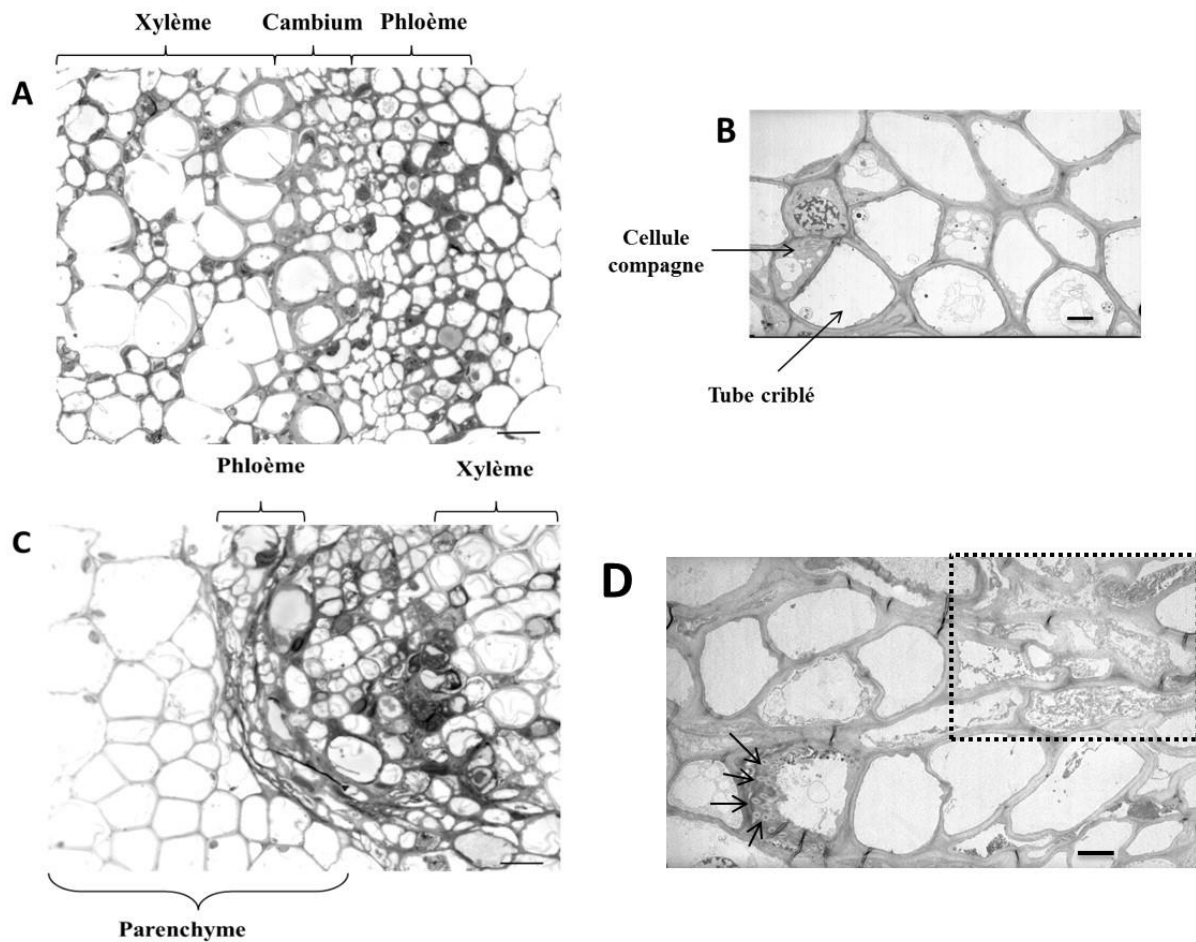 Xylème Cambium Phloème
A
B
Cellule
compagne
Tube criblé
Phloème Xylème
C
D
Parenchyme